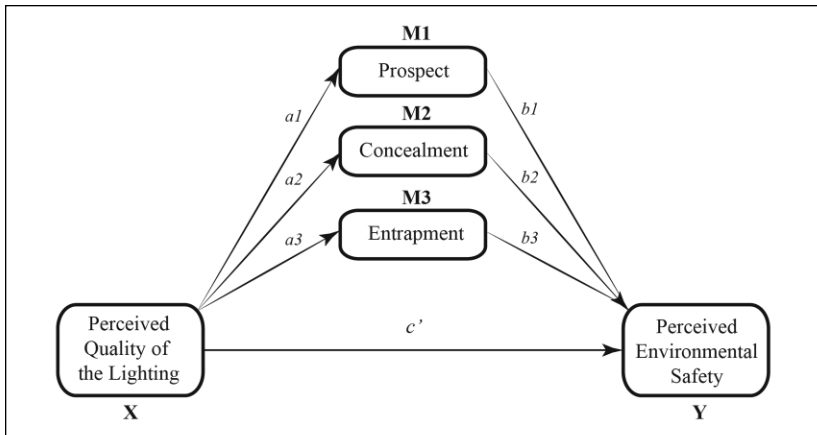 M1
Prospect
a1
b1
M2
Concealment
a2
b2
M3
Entrapment
a3
b3
Perceived
Quality of
the Lighting
X
c’
Perceived
Environmental
Safety
Y